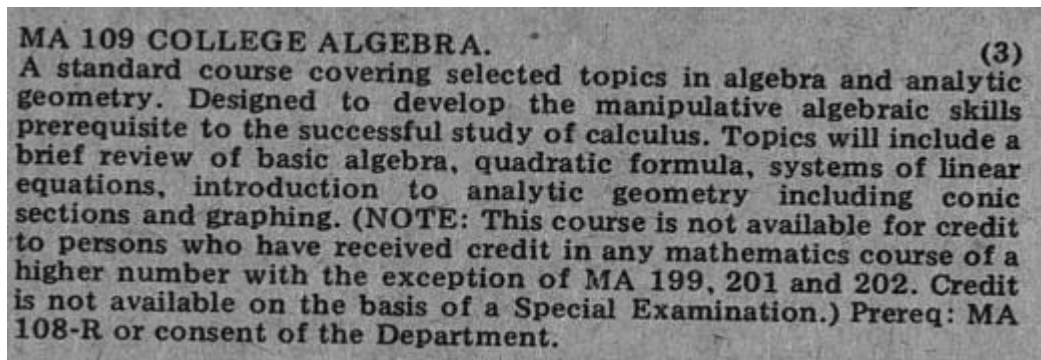 MA 109 COLLEGE ALGEBRA. (3)
A standard course covering selected topics in algebra and analytic
geometry. Designed to develop the manipulative algebraic skills
prerequisite to the successful study of calculus. Topics will include a
brief review of basic algebra, quadratic formula, systems of linear
equations, introduction to analytic geometry including conic
sections and graphing. (NOTE: This course is not available for credit
to persons who have received credit in any mathematics course of a
higher number with the exception of MA 199, 201 and 202. Credit
is not available on the basis of a Special Examination.) Prereq: MA
108-R or consent of the Department.